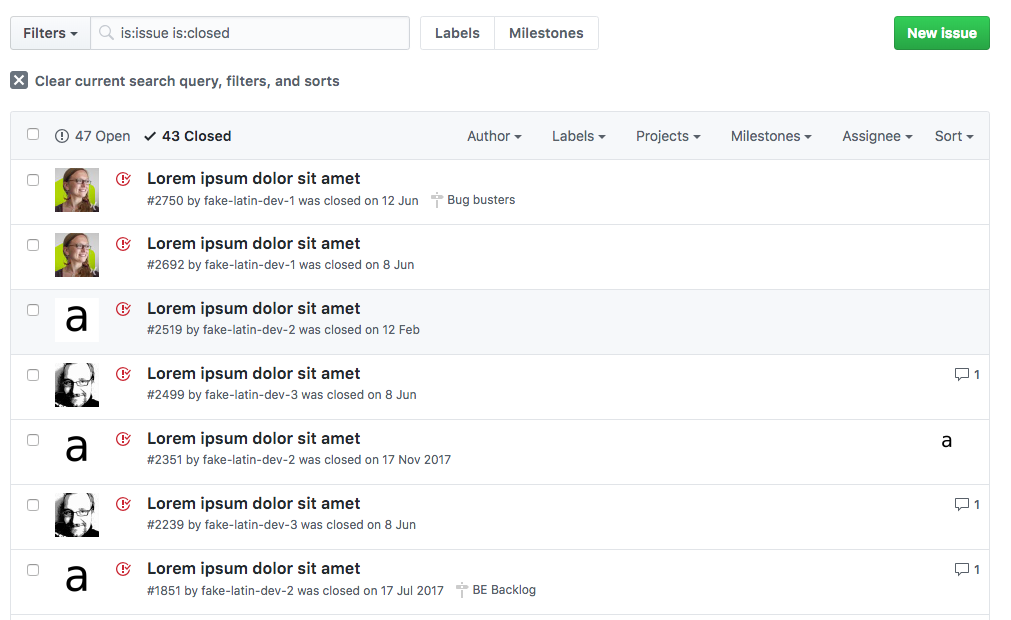 Filters is:issue is:closed Labels Milestones New issue
Clear current search query, filters, and sorts
47 Open 43 Closed Author Labels Projects Milestones Assignee Sort
Lorem ipsum dolor sit amet
#2750 by fake-latin-dev-1 was closed on 12 Jun Bug busters
Lorem ipsum dolor sit amet
#2692 by fake-latin-dev-1 was closed on 8 Jun
a
Lorem ipsum dolor sit amet
#2519 by fake-latin-dev-2 was closed on 12 Feb
Lorem ipsum dolor sit amet 1
#2499 by fake-latin-dev-3 was closed on 8 Jun
a
Lorem ipsum dolor sit amet a
#2351 by fake-latin-dev-2 was closed on 17 Nov 2017
Lorem ipsum dolor sit amet 1
#2239 by fake-latin-dev-3 was closed on 8 Jun
a
Lorem ipsum dolor sit amet 1
#1851 by fake-latin-dev-2 was closed on 17 Jul 2017 BE Backlog